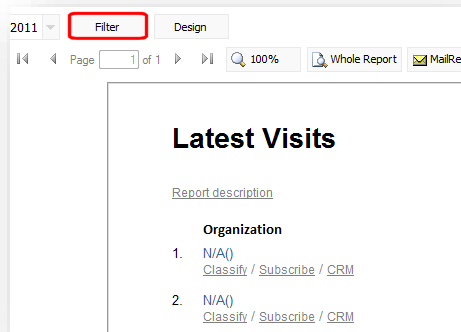 2011 Filter Design
Page 1 of 1 100% Whole Report MailRe
Latest Visits
Report description
Organization
1. N/A()
Classify / Subscribe / CRM
2. N/A()
Classify / Subscribe / CRM